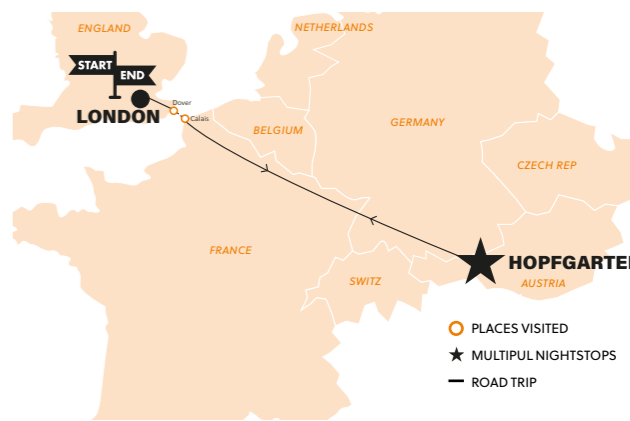 ENGLAND
NETHERLANDS
START
END
Dover
LONDON
Calais
BELGIUM
GERMANY
CZECH REP
FRANCE
HOPFGARTE
SWITZ
AUSTRIA
PLACES VISITED
MULTIPUL NIGHTSTOPS
ROAD TRIP